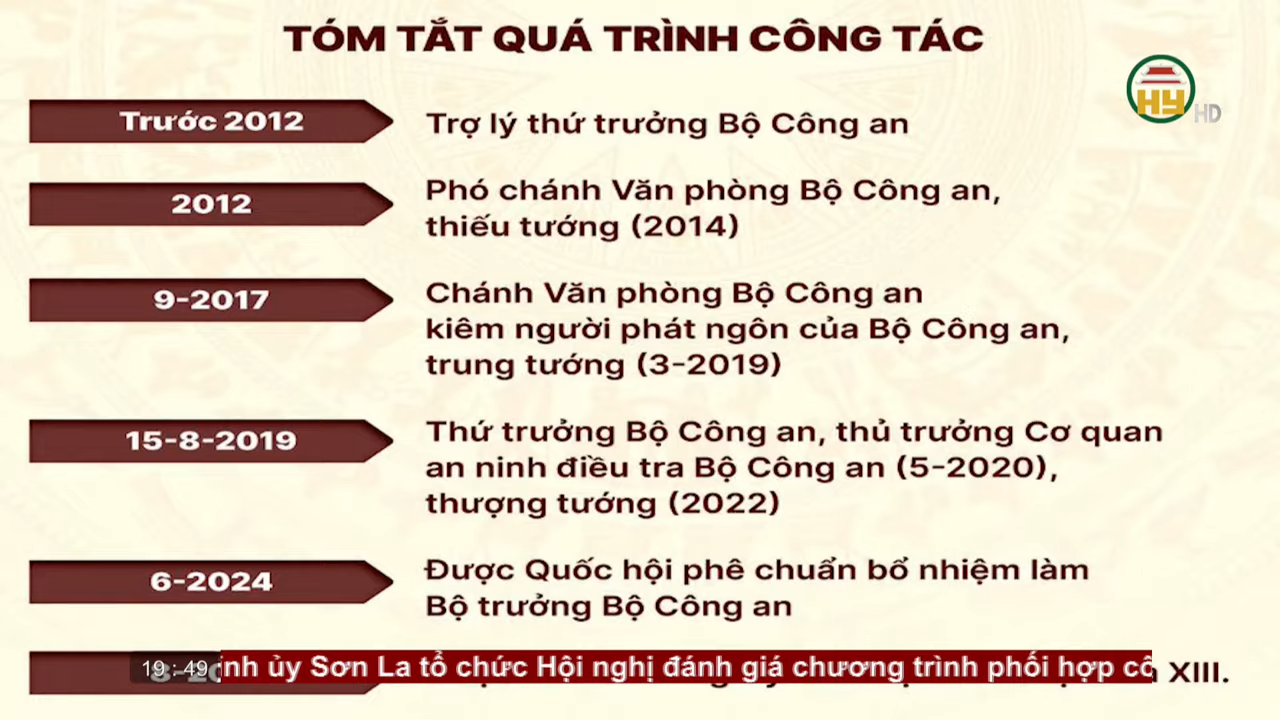 TÓM TẮT QUÁ TRÌNH CÔNG TÁC
HY HD
Trước 2012
Trợ lý thứ trưởng Bộ Công an
2012
Phó chánh Văn phòng Bộ Công an,
thiếu tướng (2014)
9-2017
Chánh Văn phòng Bộ Công an
kiêm người phát ngôn của Bộ Công an,
trung tướng (3-2019)
15-8-2019
Thứ trưởng Bộ Công an, thủ trưởng Cơ quan
an ninh điều tra Bộ Công an (5-2020),
thượng tướng (2022)
6-2024
Được Quốc hội phê chuẩn bổ nhiệm làm
Bộ trưởng Bộ Công an
19:49
ủy Sơn La tổ chức Hội nghị đánh giá chương trình phối hợp
XIII.